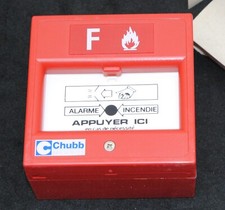 F
ALARME INCENDIE
APPUYER ICI
Chubb